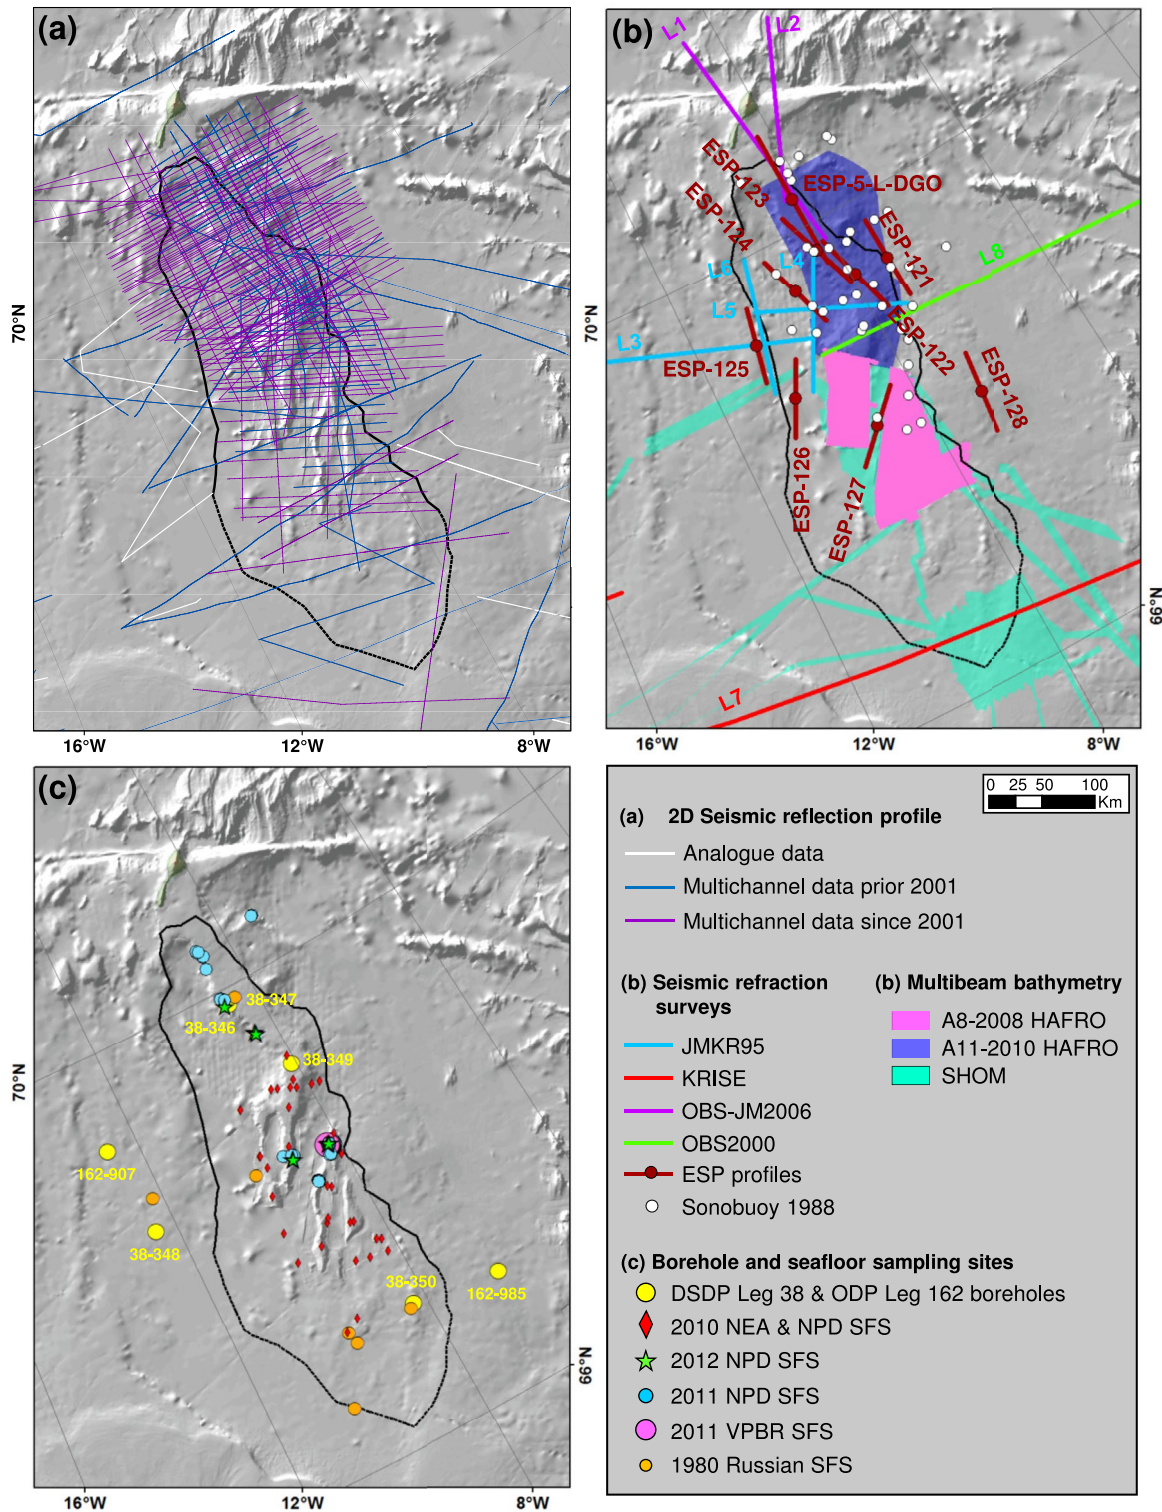 (a)
70°N
16°W
12°W
8°W
(b)
L1
L2
ESP-123
ESP-5-L-DGO
ESP-124
ESP-121
L8
L6
L4
L5
L3
ESP-122
ESP-125
ESP-128
ESP-126
ESP-127
L7
70°N
66°N
16°W
12°W
8°W
(c)
38-347
38-346
38-349
162-907
38-348
38-350
162-985
70°N
66°N
16°W
12°W
8°W
0 25 50 100
Km
(a) 2D Seismic reflection profile
Analogue data
Multichannel data prior 2001
Multichannel data since 2001
(b) Seismic refraction
surveys
JMKR95
KRISE
OBS-JM2006
OBS2000
ESP profiles
Sonobuoy 1988
(b) Multibeam bathymetry
A8-2008 HAFRO
A11-2010 HAFRO
SHOM
(c) Borehole and seafloor sampling sites
DSDP Leg 38 & ODP Leg 162 boreholes
2010 NEA & NPD SFS
2012 NPD SFS
2011 NPD SFS
2011 VPBR SFS
1980 Russian SFS